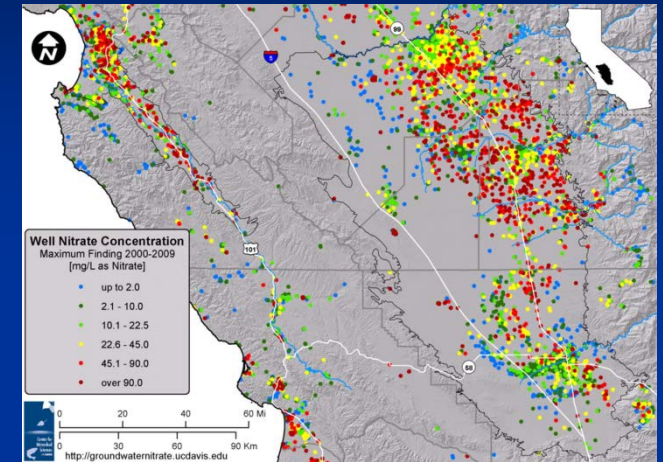 N
5
99
101
58
Well Nitrate Concentration
Maximum Finding 2000-2009
[mg/L as Nitrate]
up to 2.0
2.1 - 10.0
10.1 - 22.5
22.6 - 45.0
45.1 - 90.0
over 90.0
0 20 40 60 Mi
0 30 60 90 Km
http://groundwaternitrate.ucdavis.edu